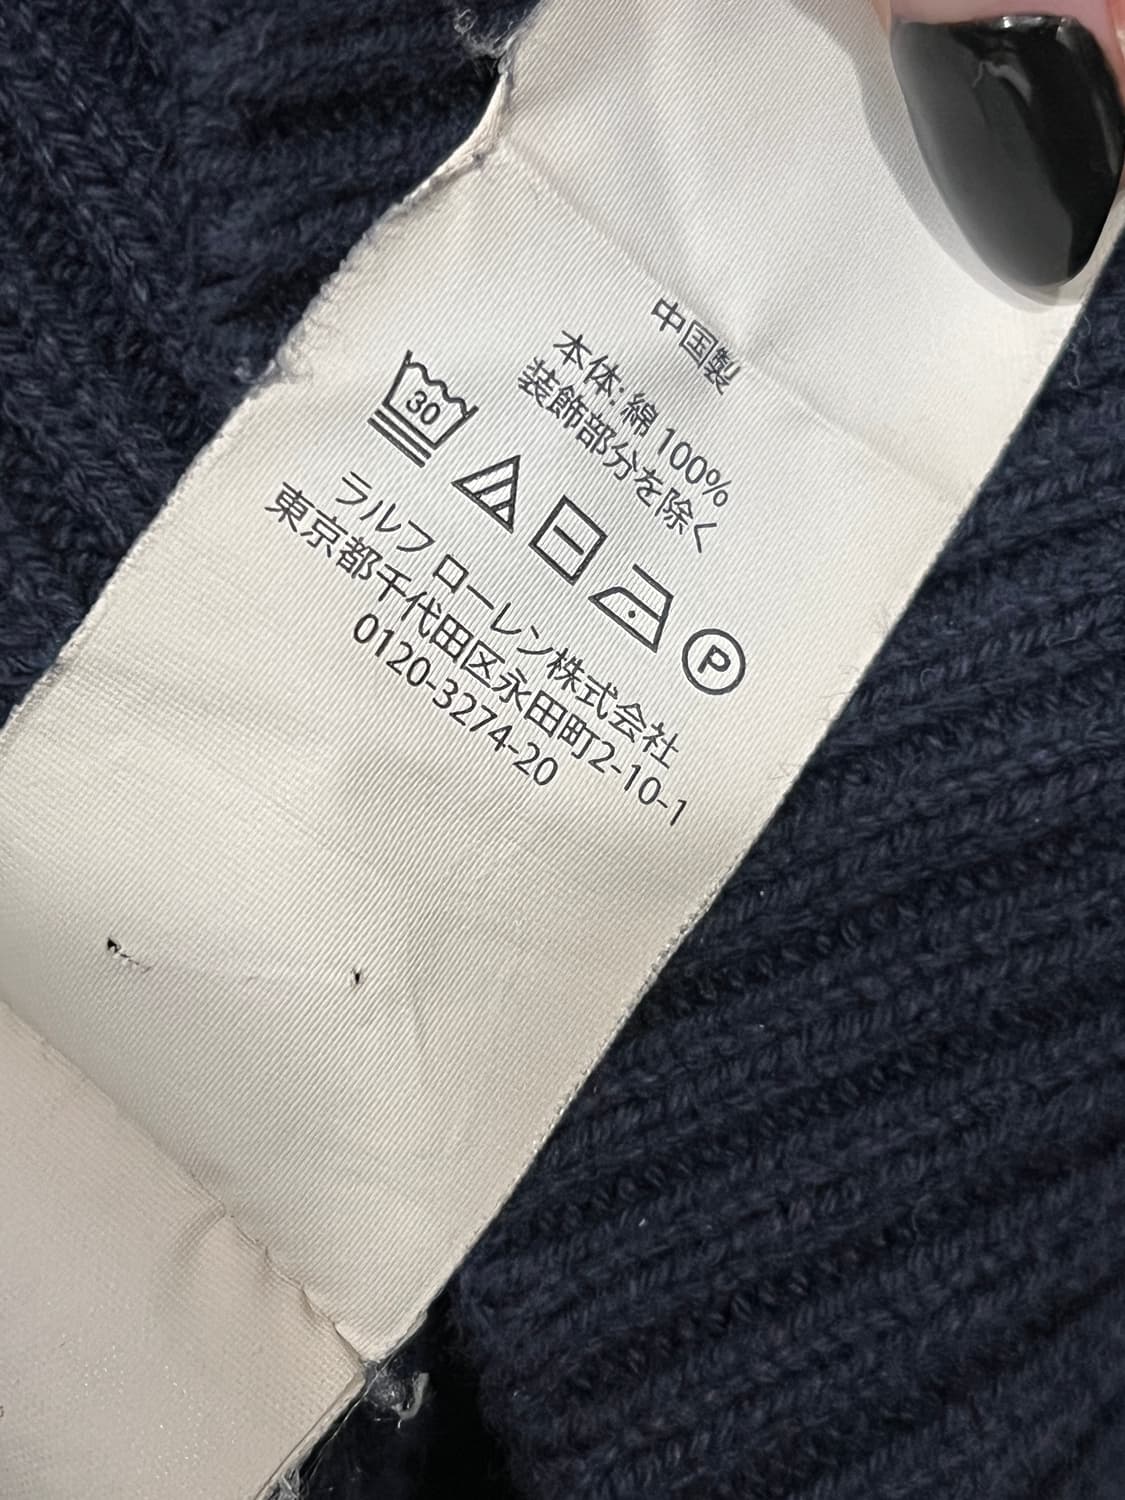 中国製
本体: 綿 100%
装飾部分を除く
30
P
ラルフ ローレン株式会社
東京都千代田区永田町2-10-1
0120-3274-20